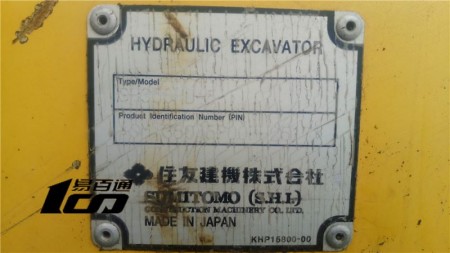 HYDRAULIC EXCAVATOR
Type/Model
Product Identification Number (PIN)
住友建機株式会社
SUMITOMO (S.H.I.)
CONSTRUCTION MACHINERY CO., LTD.
MADE IN JAPAN
KHP15800-00
易百通
100